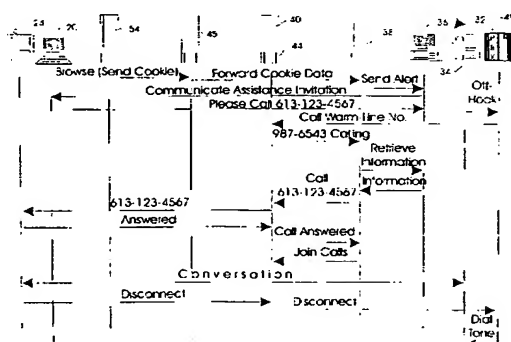 28 20 54 45 40 38 36 32
44
34
Browse (Send Cookie) Forward Cookie Data Send Alert
Communicate Assistance Invitation
Off-
Hook
Please Call 613-123-4567
Call Warm-Line No.
987-6543 Calling
Retrieve
Information
Call
613-123-4567
Information
613-123-4567
Answered
Call Answered
Join Calls
Conversation
Disconnect Disconnect
Dial
Tone